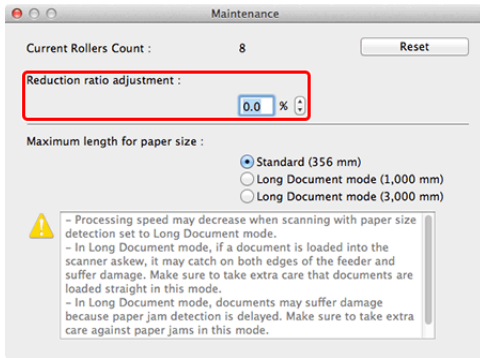 Maintenance
Current Rollers Count : 8 Reset
Reduction ratio adjustment :
0.0 %
Maximum length for paper size :
Standard (356 mm)
Long Document mode (1,000 mm)
Long Document mode (3,000 mm)
– Processing speed may decrease when scanning with paper size
detection set to Long Document mode.
– In Long Document mode, if a document is loaded into the
scanner askew, it may catch on both edges of the feeder and
suffer damage. Make sure to take extra care that documents are
loaded straight in this mode.
– In Long Document mode, documents may suffer damage
because paper jam detection is delayed. Make sure to take extra
care against paper jams in this mode.